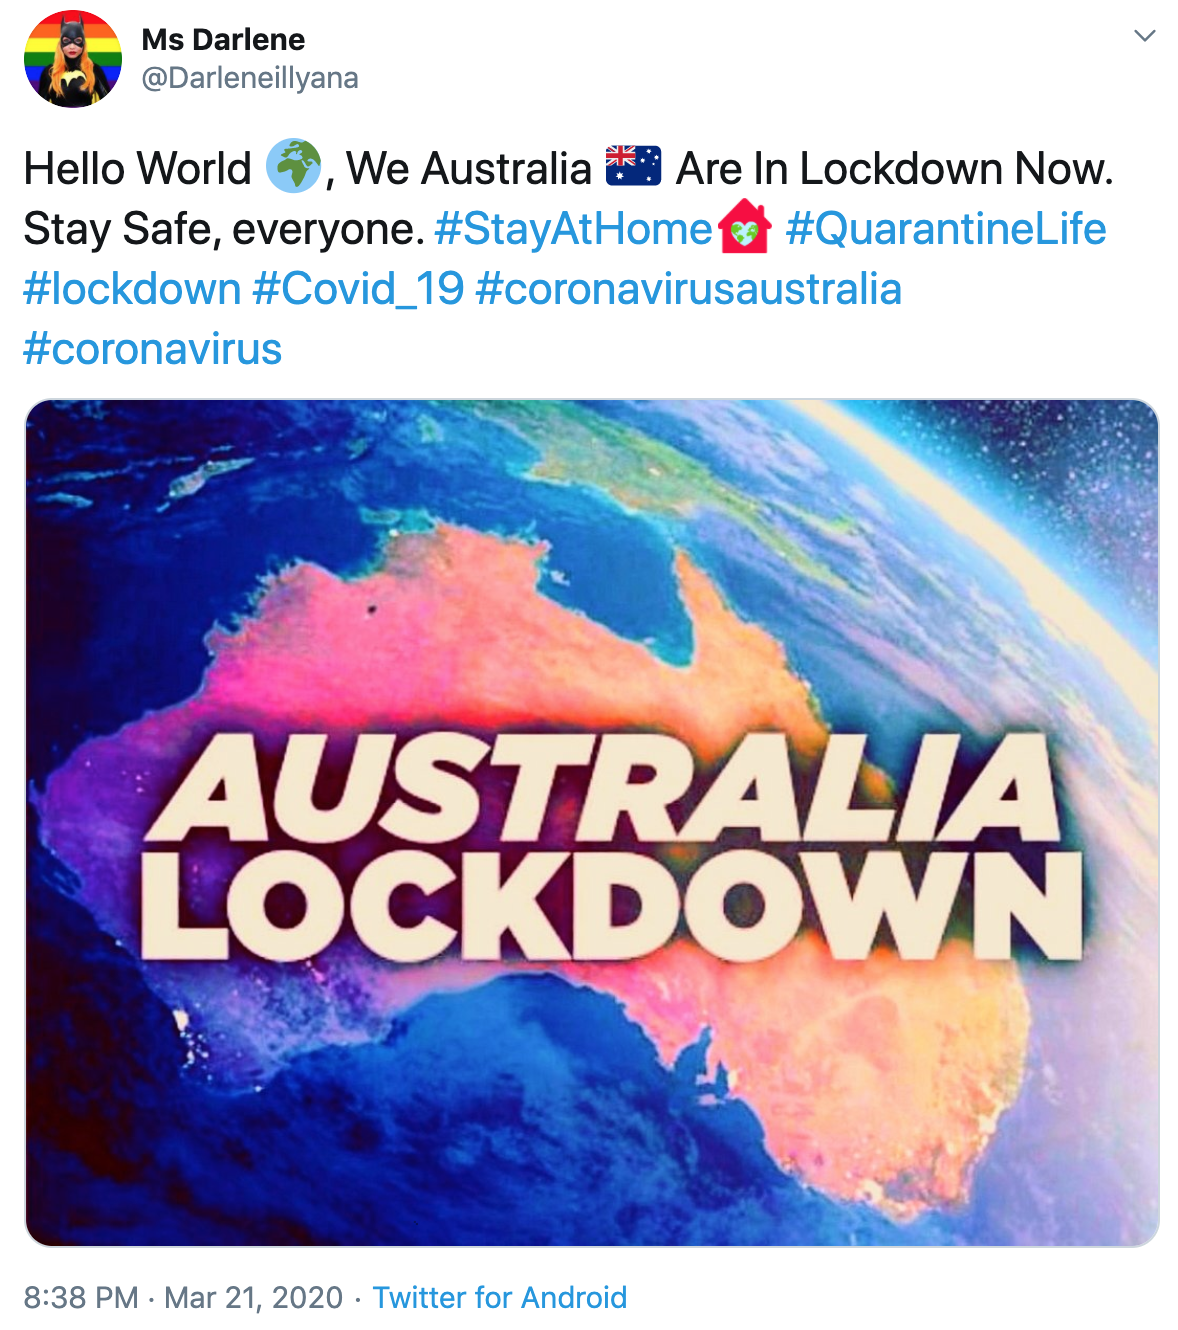 Ms Darlene
@Darleneillyana
Hello World 🌍, We Australia 🇦🇺 Are In Lockdown Now.
Stay Safe, everyone. #StayAtHome #QuarantineLife
#lockdown #Covid_19 #coronavirusaustralia
#coronavirus
AUSTRALIA
LOCKDOWN
8:38 PM · Mar 21, 2020 · Twitter for Android